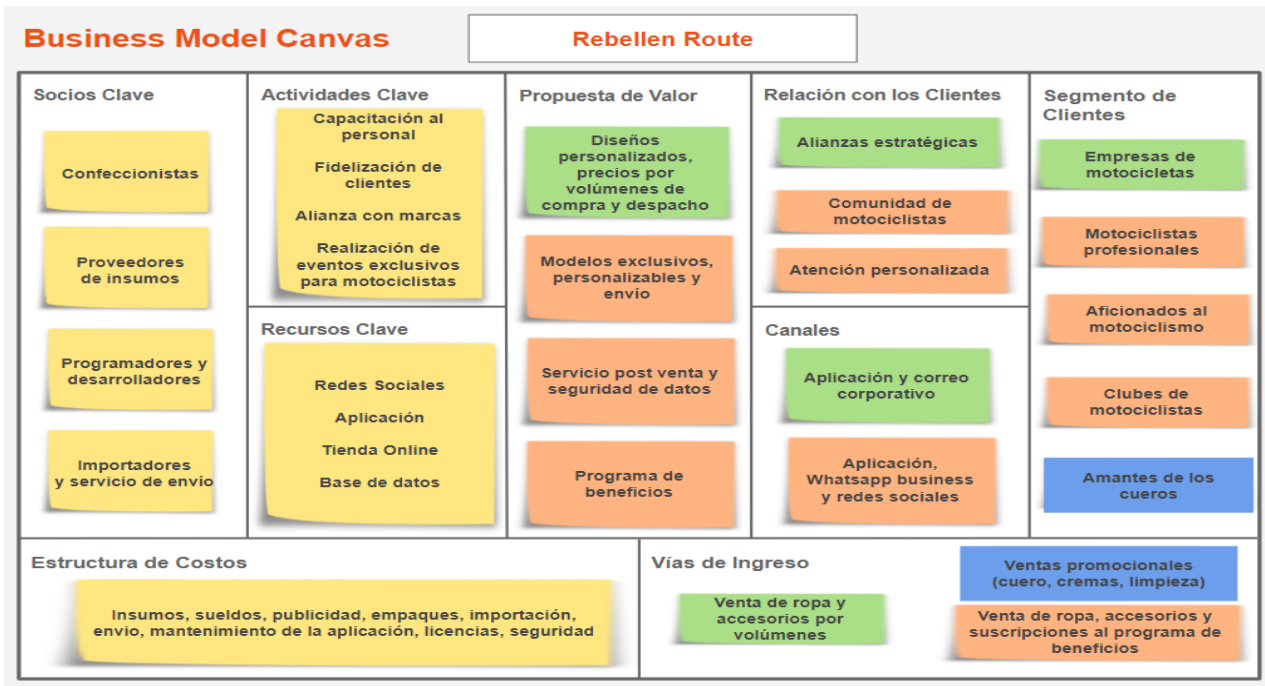 Business Model Canvas
Rebellen Route
Socios Clave
Confeccionistas
Proveedores
de insumos
Programadores y
desarrolladores
Importadores
y servicio de envío
Actividades Clave
Capacitación al
personal
Fidelización de
clientes
Alianza con marcas
Realización de
eventos exclusivos
para motociclistas
Recursos Clave
Redes Sociales
Aplicación
Tienda Online
Base de datos
Propuesta de Valor
Diseños
personalizados,
precios por
volúmenes de
compra y despacho
Modelos exclusivos,
personalizables y
envío
Servicio post venta y
seguridad de datos
Programa de
beneficios
Relación con los Clientes
Alianzas estratégicas
Comunidad de
motociclistas
Atención personalizada
Canales
Aplicación y correo
corporativo
Aplicación,
Whatsapp business
y redes sociales
Segmento de
Clientes
Empresas de
motocicletas
Motociclistas
profesionales
Aficionados al
motociclismo
Clubes de
motociclistas
Amantes de los
cueros
Estructura de Costos
Insumos, sueldos, publicidad, empaques, importación,
envio, mantenimiento de la aplicación, licencias, seguridad
Vías de Ingreso
Venta de ropa y
accesorios por
volúmenes
Ventas promocionales
(cuero, cremas, limpieza)
Venta de ropa, accesorios y
suscripciones al programa de
beneficios